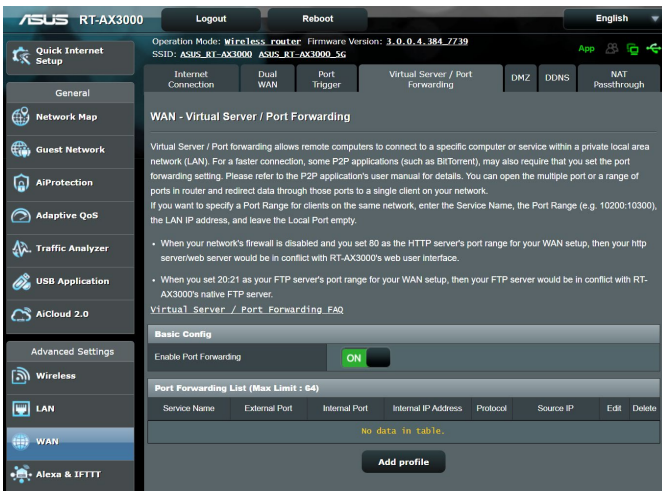 ASUS RT-AX3000 Logout Reboot English
Quick Internet Setup
Operation Mode: Wireless router Firmware Version: 3.0.0.4.384_7739
SSID: ASUS_RT-AX3000 ASUS_RT-AX3000_5G
App
Internet Connection Dual WAN Port Trigger Virtual Server / Port Forwarding DMZ DDNS NAT Passthrough
General
Network Map
Guest Network
AiProtection
Adaptive QoS
Traffic Analyzer
USB Application
AiCloud 2.0
Advanced Settings
Wireless
LAN
WAN
Alexa & IFTTT
WAN - Virtual Server / Port Forwarding
Virtual Server / Port forwarding allows remote computers to connect to a specific computer or service within a private local area
network (LAN). For a faster connection, some P2P applications (such as BitTorrent), may also require that you set the port
forwarding setting. Please refer to the P2P application's user manual for details. You can open the multiple port or a range of
ports in router and redirect data through those ports to a single client on your network.
If you want to specify a Port Range for clients on the same network, enter the Service Name, the Port Range (e.g. 10200:10300),
the LAN IP address, and leave the Local Port empty.
• When your network's firewall is disabled and you set 80 as the HTTP server's port range for your WAN setup, then your http
server/web server would be in conflict with RT-AX3000's web user interface.
• When you set 20:21 as your FTP server's port range for your WAN setup, then your FTP server would be in conflict with RT-
AX3000's native FTP server.
Virtual Server / Port Forwarding FAQ
Basic Config
Enable Port Forwarding ON
Port Forwarding List (Max Limit : 64)
Service Name External Port Internal Port Internal IP Address Protocol Source IP Edit Delete
No data in table.
Add profile